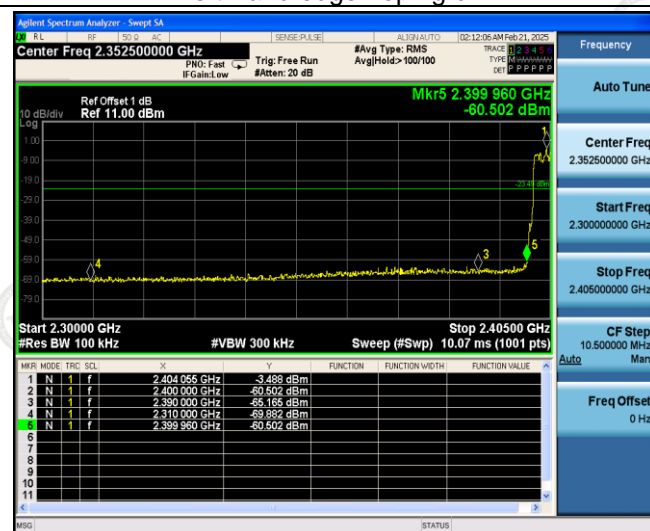 Agilent Spectrum Analyzer - Swept SA
RL RF 50 Ω AC SENSE:PULSE ALIGNAUTO 02:12:06 AM Feb 21, 2025
Center Freq 2.352500000 GHz #Avg Type: RMS TRACE 1 2 3 4 5 6
PNO: Fast Trig: Free Run Avg|Hold:>100/100 TYPE MWWWWW
IFGain:Low #Atten: 20 dB DET P P P P P P
Frequency
Auto Tune
Center Freq
2.352500000 GHz
Start Freq
2.300000000 GHz
Stop Freq
2.405000000 GHz
CF Step
10.500000 MHz
Auto Man
Freq Offset
0 Hz
Mkr5 2.399 960 GHz
-60.502 dBm
Ref Offset 1 dB
10 dB/div Ref 11.00 dBm
Log
1.00
-9.00
-19.0
-29.0
-39.0
-49.0
-59.0
-69.0
-79.0
-23.49 dBm
1
3
4
5
Start 2.30000 GHz Stop 2.40500 GHz
#Res BW 100 kHz #VBW 300 kHz Sweep (#Swp) 10.07 ms (1001 pts)
MKR MODE TRC SCL X Y FUNCTION FUNCTION WIDTH FUNCTION VALUE
1 N 1 f 2.404 055 GHz -3.488 dBm
2 N 1 f 2.400 000 GHz -60.502 dBm
3 N 1 f 2.390 000 GHz -65.165 dBm
4 N 1 f 2.310 000 GHz -69.882 dBm
5 N 1 f 2.399 960 GHz -60.502 dBm
6
7
8
9
10
11
MSG STATUS